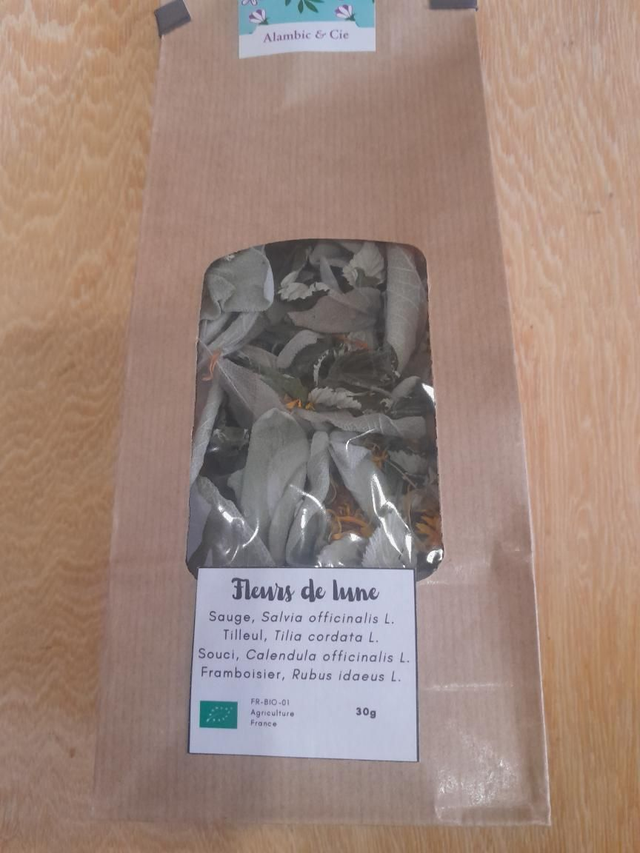 Alambic & Cie
Fleurs de lune
Sauge, Salvia officinalis L.
Tilleul, Tilia cordata L.
Souci, Calendula officinalis L.
Framboisier, Rubus idaeus L.
FR-BIO-01
Agriculture
France
30g